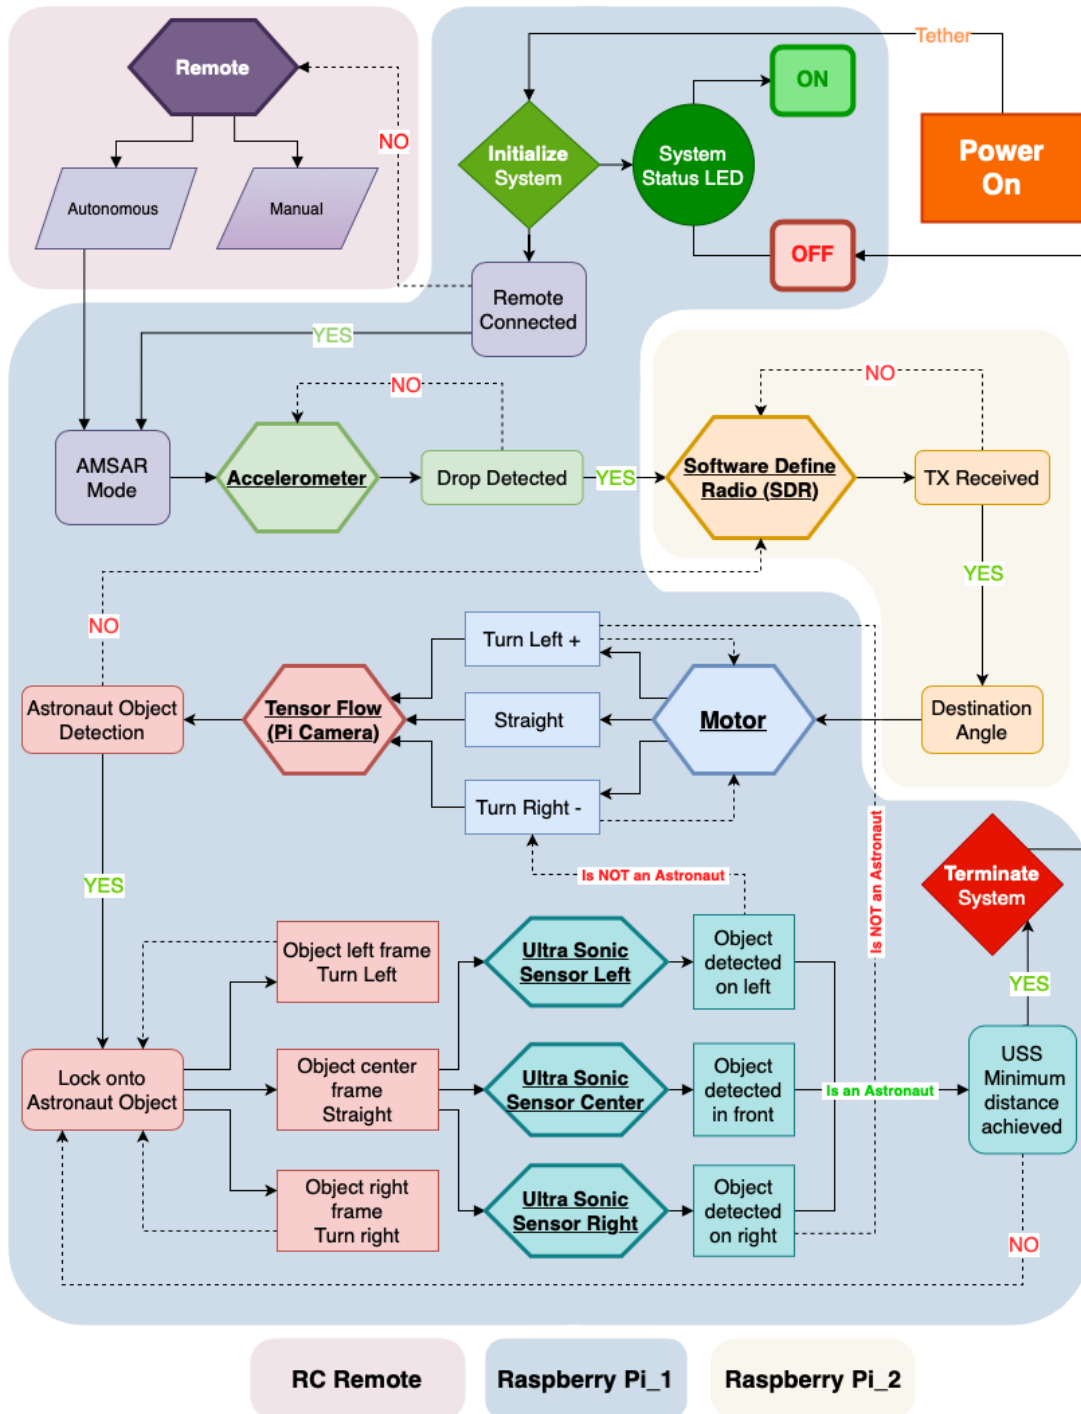 Tether
Remote
ON
NO
Initialize
System
System
Status LED
Power
On
Autonomous
Manual
OFF
Remote
Connected
YES
NO
NO
AMSAR
Mode
Accelerometer
Drop Detected
YES
Software Define
Radio (SDR)
TX Received
YES
NO
Turn Left +
Astronaut Object
Detection
Tensor Flow
(Pi Camera)
Straight
Motor
Destination
Angle
Turn Right -
Is NOT an Astronaut
Is NOT an Astronaut
Terminate
System
YES
Object left frame
Turn Left
Ultra Sonic
Sensor Left
Object
detected
on left
YES
Lock onto
Astronaut Object
Object center
frame
Straight
Ultra Sonic
Sensor Center
Object
detected
in front
Is an Astronaut
USS
Minimum
distance
achieved
Object right
frame
Turn right
Ultra Sonic
Sensor Right
Object
detected
on right
NO
RC Remote
Raspberry Pi_1
Raspberry Pi_2